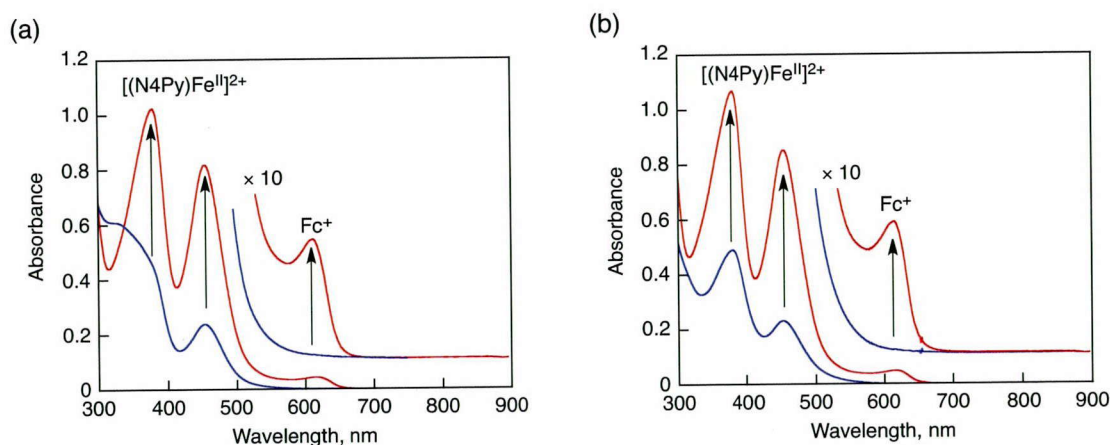 (a)
1.2
1.0
0.8
0.6
0.4
0.2
0
300 400 500 600 700 800 900
Absorbance
Wavelength, nm
[(N4Py)Feᴵᴵ]²⁺
× 10
Fc⁺
(b)
1.2
1.0
0.8
0.6
0.4
0.2
0
300 400 500 600 700 800 900
Absorbance
Wavelength, nm
[(N4Py)Feᴵᴵ]²⁺
× 10
Fc⁺